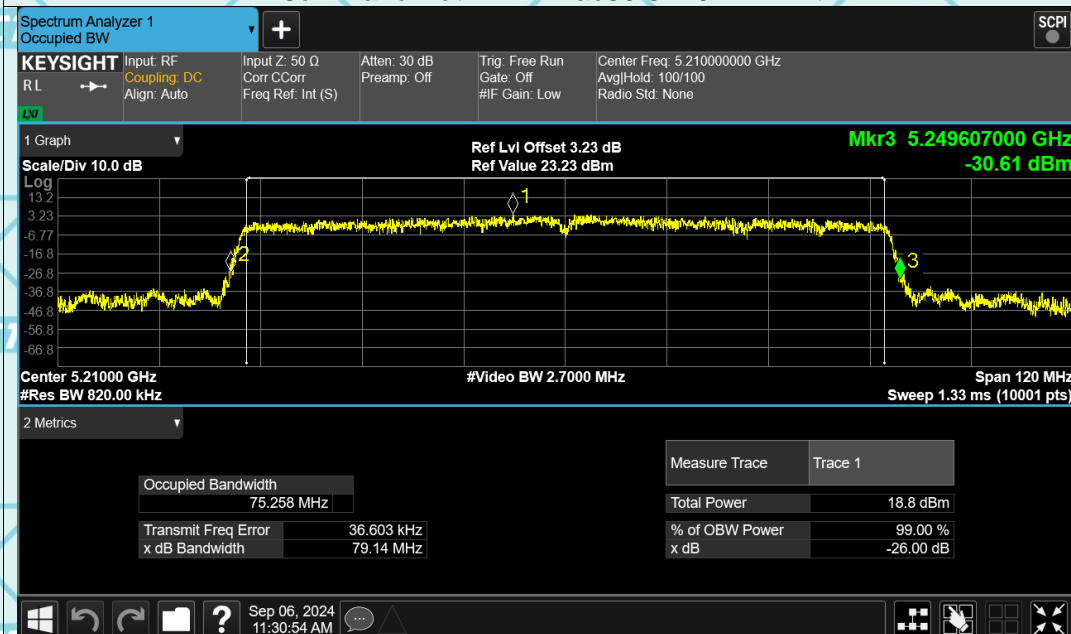 Spectrum Analyzer 1
Occupied BW
SCPI
KEYSIGHT
R L
LXI
Input: RF
Coupling: DC
Align: Auto
Input Z: 50 Ω
Corr CCorr
Freq Ref: Int (S)
Atten: 30 dB
Preamp: Off
Trig: Free Run
Gate: Off
#IF Gain: Low
Center Freq: 5.210000000 GHz
Avg|Hold: 100/100
Radio Std: None
1 Graph
Scale/Div 10.0 dB
Ref Lvl Offset 3.23 dB
Ref Value 23.23 dBm
Mkr3 5.249607000 GHz
-30.61 dBm
Log
13.2
3.23
-6.77
-16.8
-26.8
-36.8
-46.8
-56.8
-66.8
1
2
3
Center 5.21000 GHz
#Video BW 2.7000 MHz
Span 120 MHz
#Res BW 820.00 kHz
Sweep 1.33 ms (10001 pts)
2 Metrics
Occupied Bandwidth
75.258 MHz
Transmit Freq Error 36.603 kHz
x dB Bandwidth 79.14 MHz
Measure Trace Trace 1
Total Power 18.8 dBm
% of OBW Power 99.00 %
x dB -26.00 dB
Sep 06, 2024
11:30:54 AM